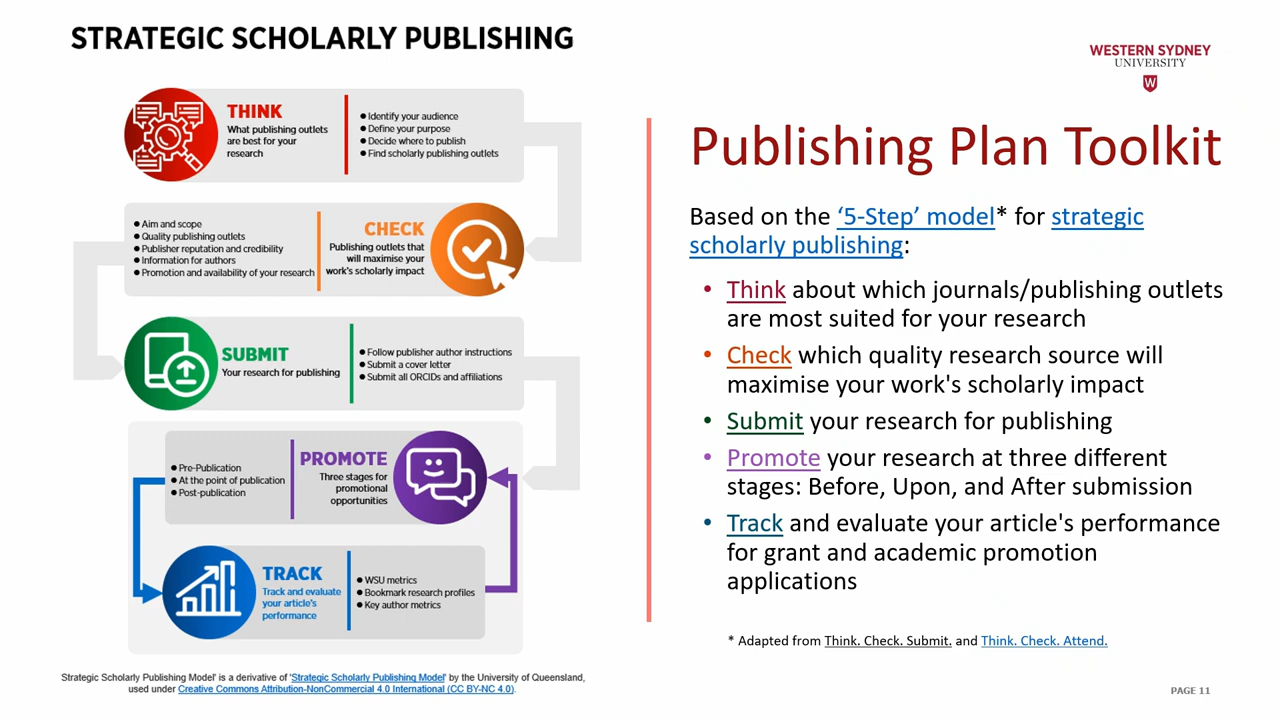 STRATEGIC SCHOLARLY PUBLISHING
THINK
What publishing outlets
are best for your
research
● Identify your audience
● Define your purpose
● Decide where to publish
● Find scholarly publishing outlets
● Aim and scope
● Quality publishing outlets
● Publisher reputation and credibility
● Information for authors
● Promotion and availability of your research
CHECK
Publishing outlets that
will maximise your
work's scholarly impact
SUBMIT
Your research for publishing
● Follow publisher author instructions
● Submit a cover letter
● Submit all ORCIDs and affiliations
● Pre-Publication
● At the point of publication
● Post-publication
PROMOTE
Three stages for
promotional
opportunities
TRACK
Track and evaluate
your article's
performance
● WSU metrics
● Bookmark research profiles
● Key author metrics
Strategic Scholarly Publishing Model' is a derivative of 'Strategic Scholarly Publishing Model' by the University of Queensland,
used under Creative Commons Attribution-NonCommercial 4.0 International (CC BY-NC 4.0).
WESTERN SYDNEY
UNIVERSITY
W
Publishing Plan Toolkit
Based on the ‘5-Step’ model* for strategic
scholarly publishing:
• Think about which journals/publishing outlets
are most suited for your research
• Check which quality research source will
maximise your work's scholarly impact
• Submit your research for publishing
• Promote your research at three different
stages: Before, Upon, and After submission
• Track and evaluate your article's performance
for grant and academic promotion
applications
* Adapted from Think. Check. Submit. and Think. Check. Attend.
PAGE 11